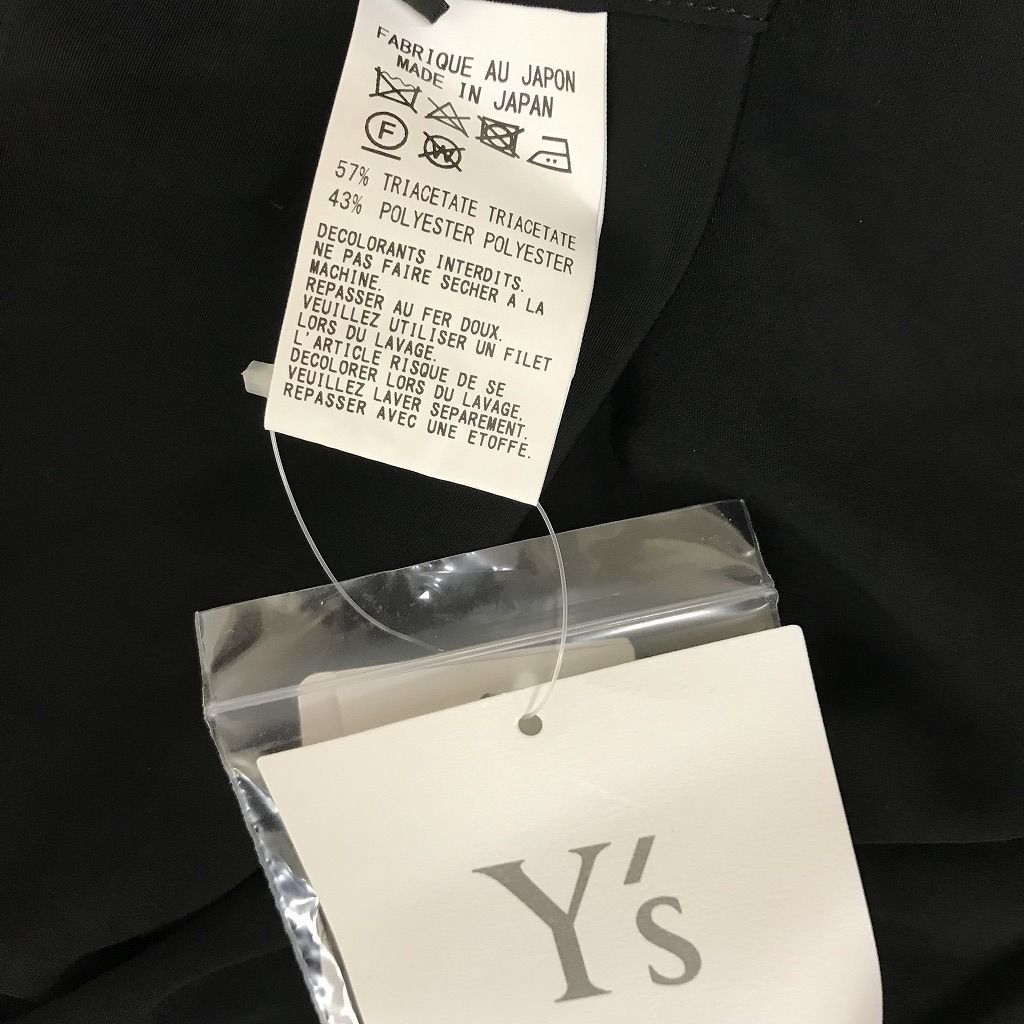 FABRIQUE AU JAPON
MADE IN JAPAN
F
W
57% TRIACETATE TRIACETATE
43% POLYESTER POLYESTER
DECOLORANTS INTERDITS.
NE PAS FAIRE SECHER A LA
MACHINE.
REPASSER AU FER DOUX.
VEUILLEZ UTILISER UN FILET
LORS DU LAVAGE.
L'ARTICLE RISQUE DE SE
DECOLORER LORS DU LAVAGE.
VEUILLEZ LAVER SEPAREMENT.
REPASSER AVEC UNE ETOFFE.
Y's